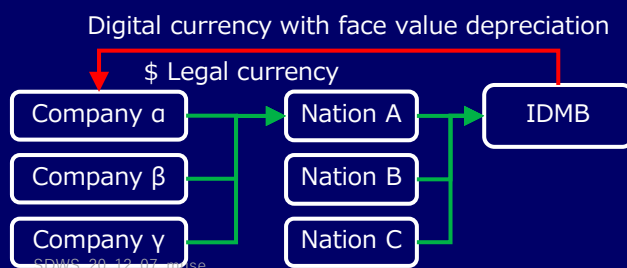 Digital currency with face value depreciation
$ Legal currency
Company α
Nation A
IDMB
Company β
Nation B
Company γ
Nation C